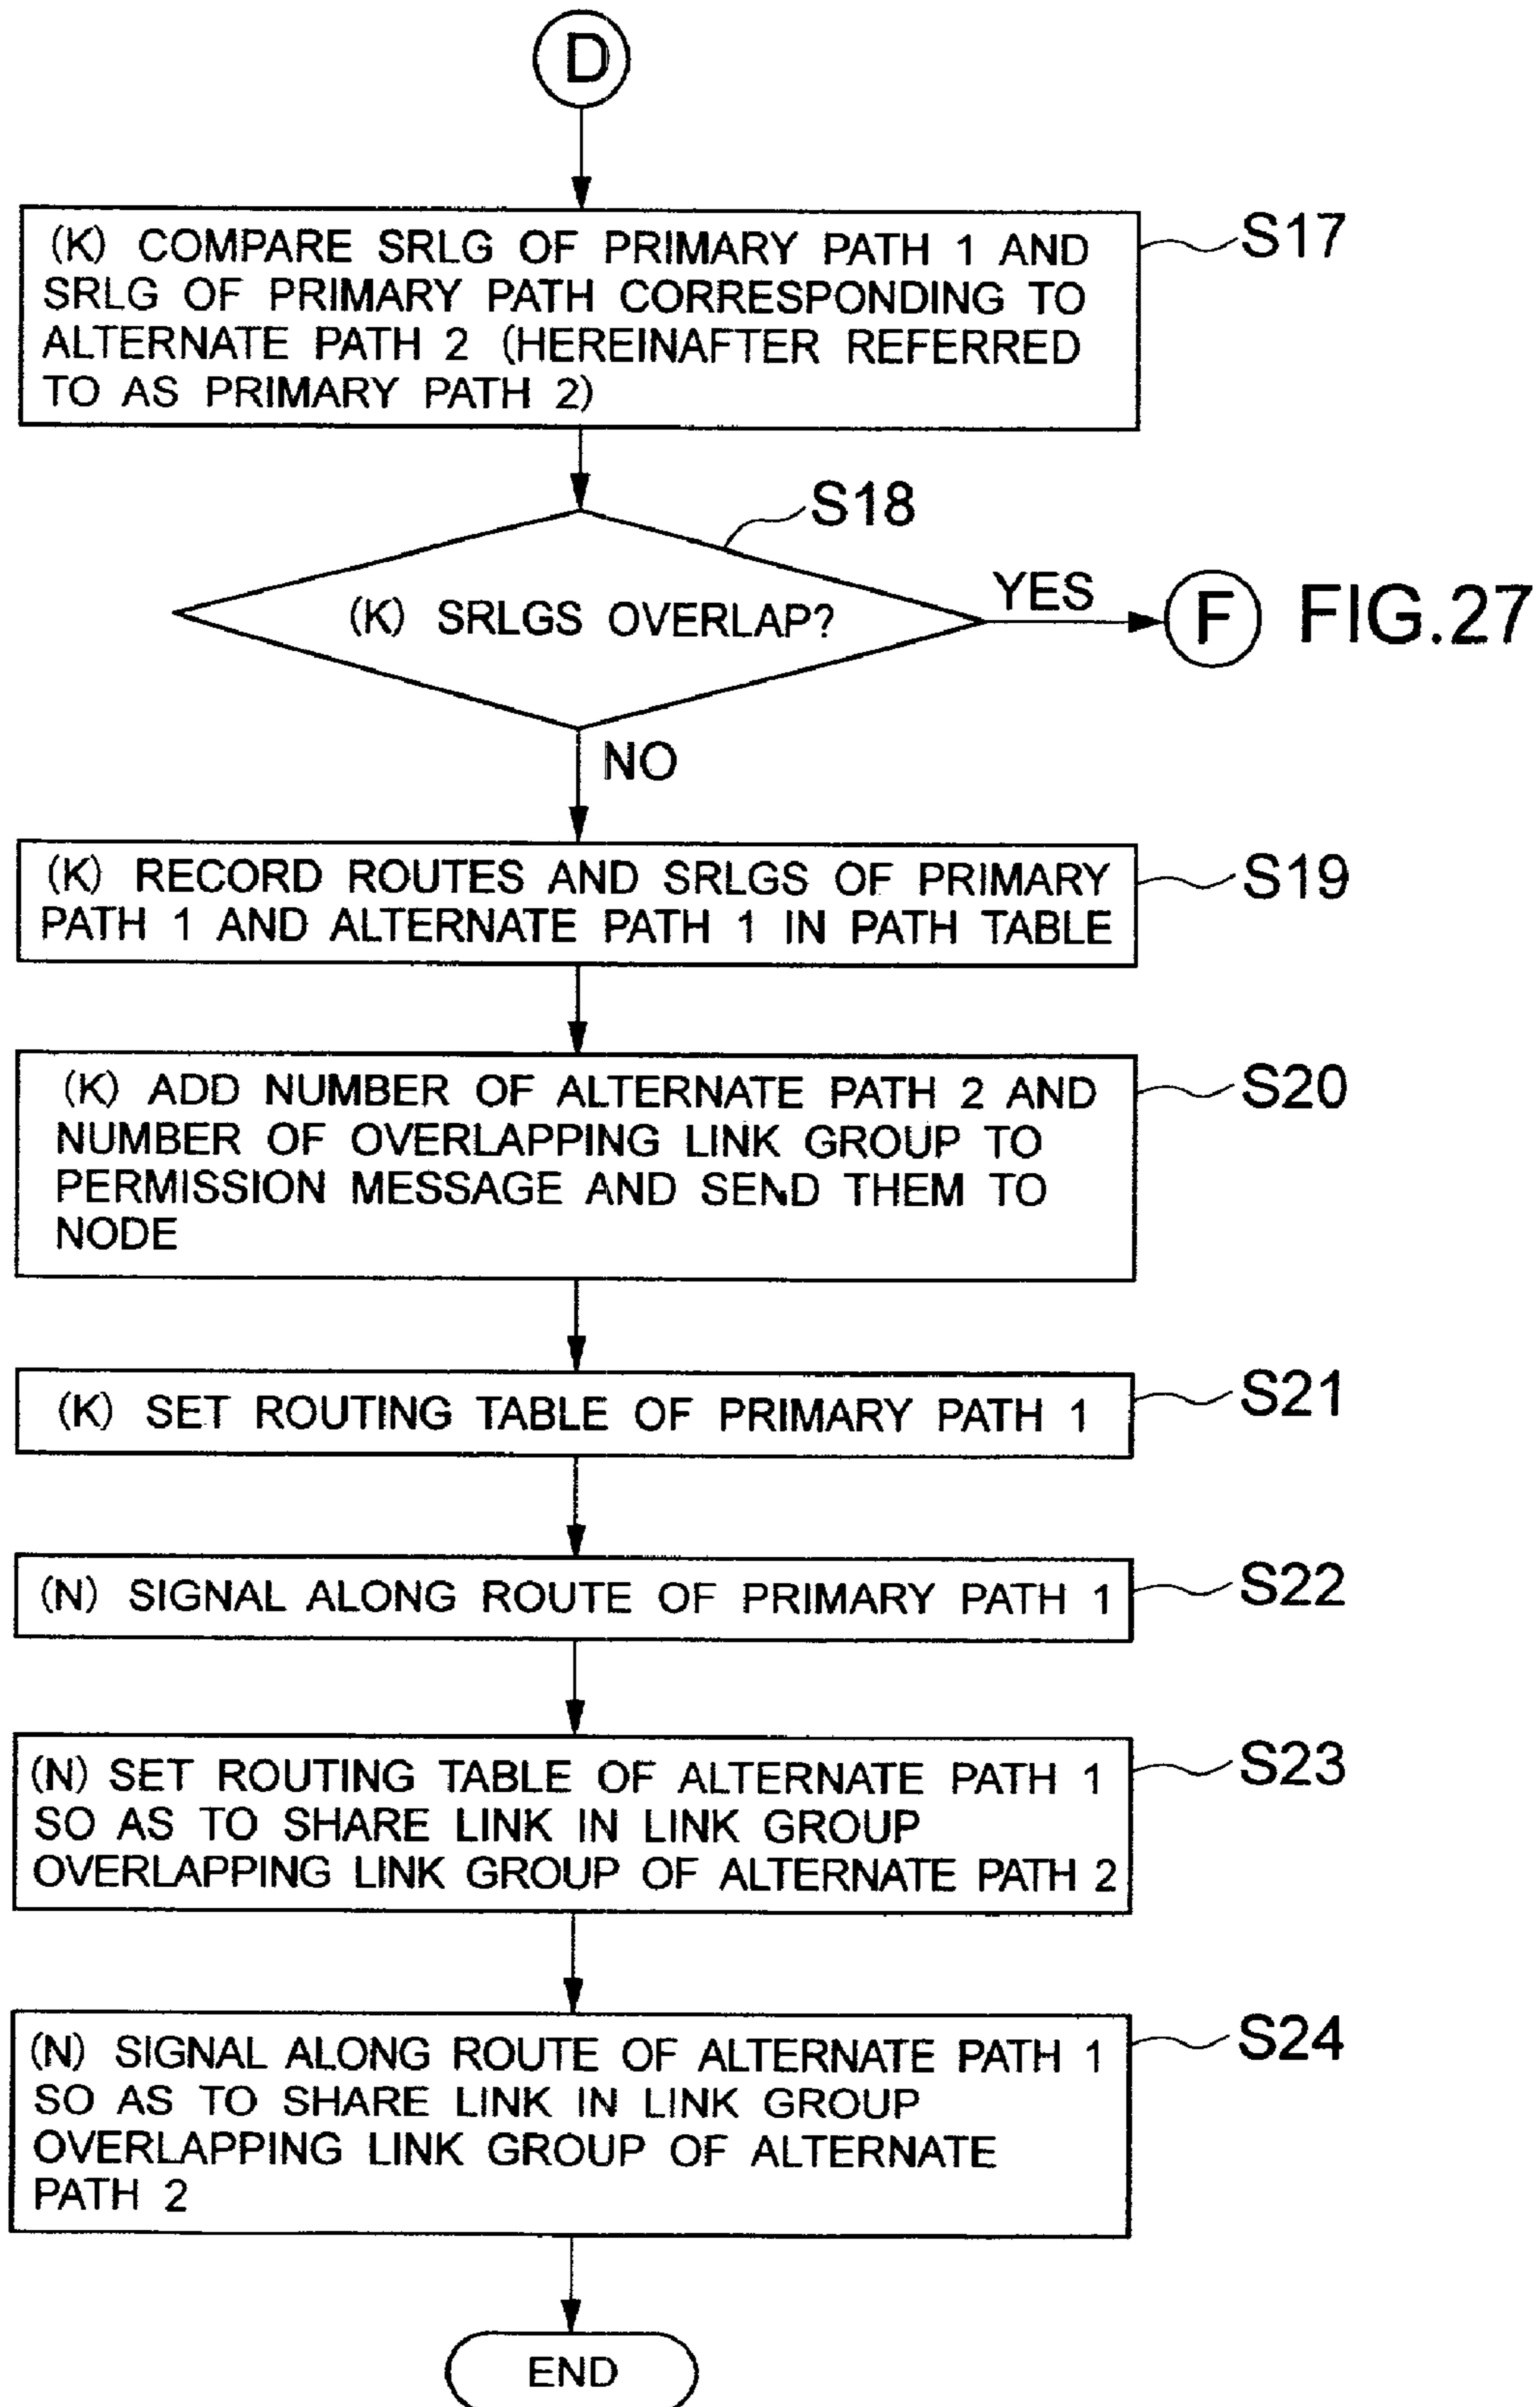 D
(K) COMPARE SRLG OF PRIMARY PATH 1 AND
SRLG OF PRIMARY PATH CORRESPONDING TO
ALTERNATE PATH 2 (HEREINAFTER REFERRED
TO AS PRIMARY PATH 2)
S17
S18
(K) SRLGS OVERLAP?
YES
F
FIG.27
NO
(K) RECORD ROUTES AND SRLGS OF PRIMARY
PATH 1 AND ALTERNATE PATH 1 IN PATH TABLE
S19
(K) ADD NUMBER OF ALTERNATE PATH 2 AND
NUMBER OF OVERLAPPING LINK GROUP TO
PERMISSION MESSAGE AND SEND THEM TO
NODE
S20
(K) SET ROUTING TABLE OF PRIMARY PATH 1
S21
(N) SIGNAL ALONG ROUTE OF PRIMARY PATH 1
S22
(N) SET ROUTING TABLE OF ALTERNATE PATH 1
SO AS TO SHARE LINK IN LINK GROUP
OVERLAPPING LINK GROUP OF ALTERNATE PATH 2
S23
(N) SIGNAL ALONG ROUTE OF ALTERNATE PATH 1
SO AS TO SHARE LINK IN LINK GROUP
OVERLAPPING LINK GROUP OF ALTERNATE
PATH 2
S24
END